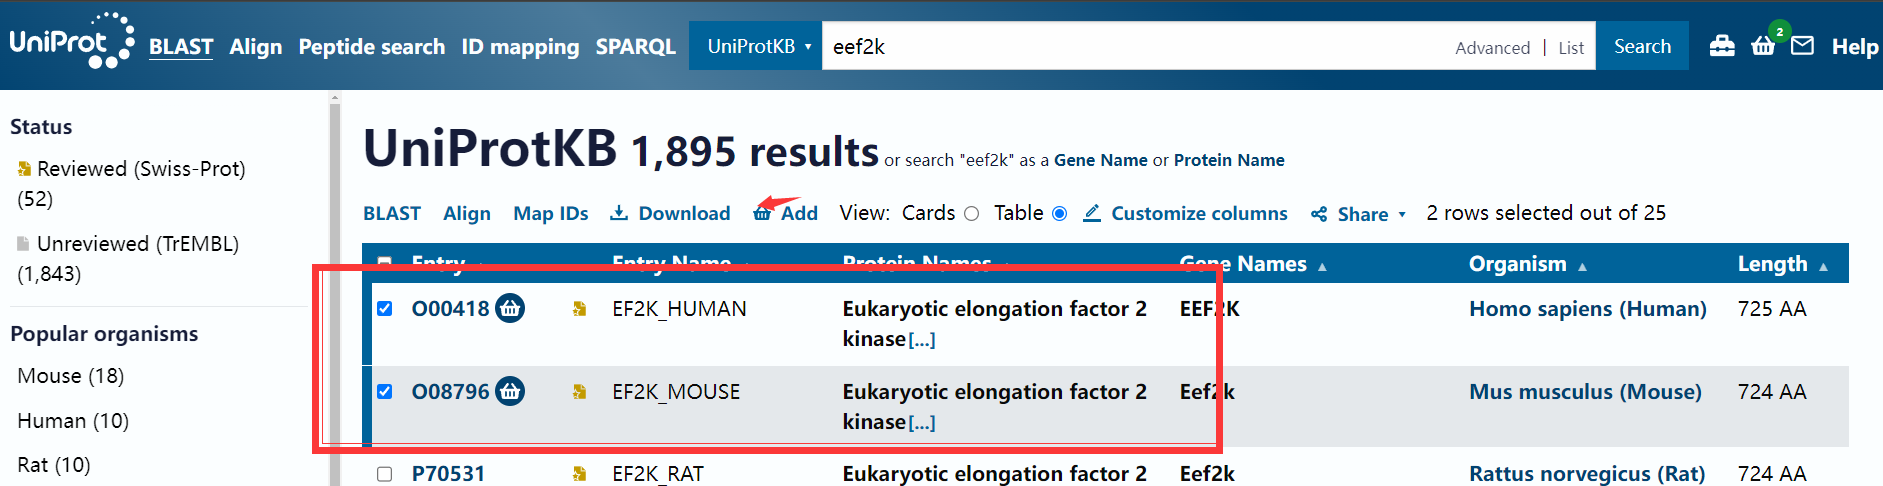 UniProt BLAST Align Peptide search ID mapping SPARQL UniProtKB eef2k Advanced | List Search 2 Help
Status
Reviewed (Swiss-Prot)
(52)
Unreviewed (TrEMBL)
(1,843)
Popular organisms
Mouse (18)
Human (10)
Rat (10)
UniProtKB 1,895 results or search "eef2k" as a Gene Name or Protein Name
BLAST Align Map IDs Download Add View: Cards Table Customize columns Share 2 rows selected out of 25
Entry Entry Name Protein Names Gene Names Organism Length
O00418 EF2K_HUMAN Eukaryotic elongation factor 2 EEF2K Homo sapiens (Human) 725 AA
kinase[...]
O08796 EF2K_MOUSE Eukaryotic elongation factor 2 Eef2k Mus musculus (Mouse) 724 AA
kinase[...]
P70531 EF2K_RAT Eukaryotic elongation factor 2 Eef2k Rattus norvegicus (Rat) 724 AA